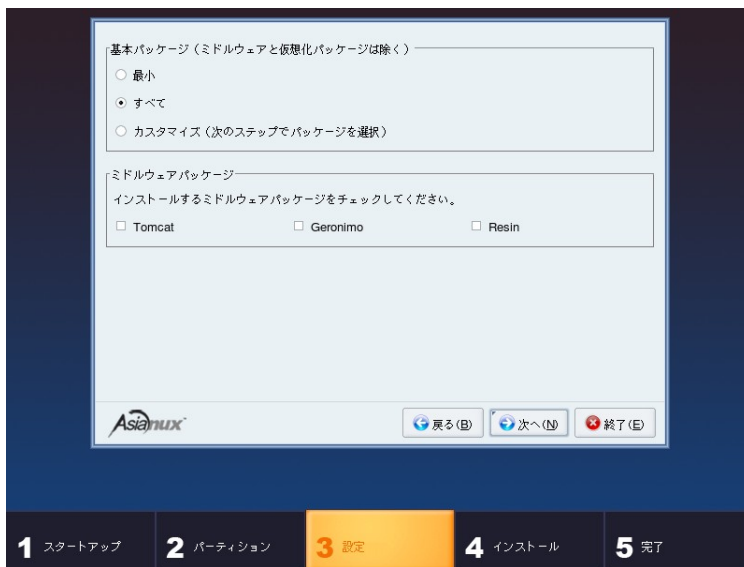 基本パッケージ(ミドルウェアと仮想化パッケージは除く)
最小
すべて
カスタマイズ(次のステップでパッケージを選択)
ミドルウェアパッケージ
インストールするミドルウェアパッケージをチェックしてください。
Tomcat Geronimo Resin
Asianux
戻る(B) 次へ(N) 終了(E)
1 スタートアップ 2 パーティション 3 設定 4 インストール 5 完了